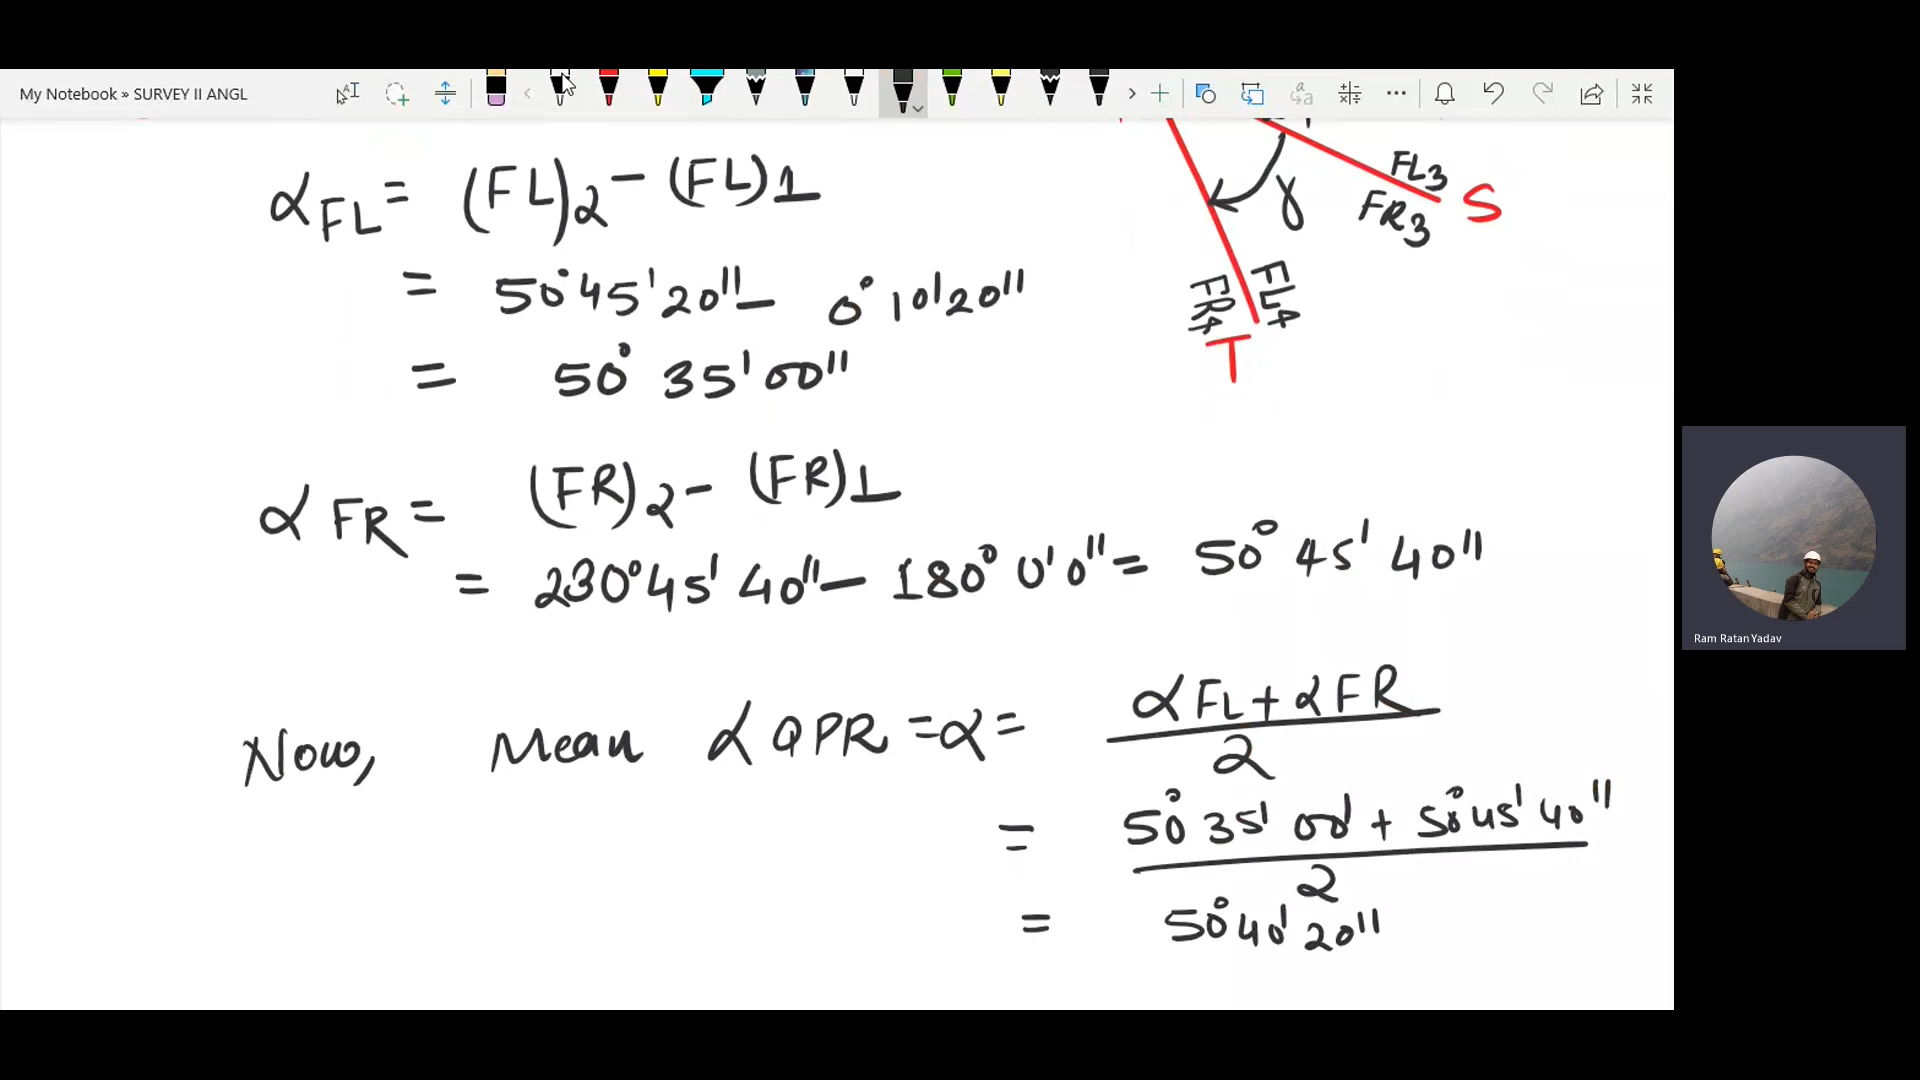 My Notebook » SURVEY II ANGL
αFL = (FL)2 - (FL)1
= 50°45'20" - 0°10'20"
= 50° 35' 00"
FL3
FR3
S
γ
FR4
FL4
T
αFR = (FR)2 - (FR)1
= 230°45'40" - 180°0'0" = 50°45'40"
Now, Mean ∠QPR = α = αFL + αFR
2
= 50°35'00' + 50°45'40"
2
= 50°40'20"
Ram Ratan Yadav